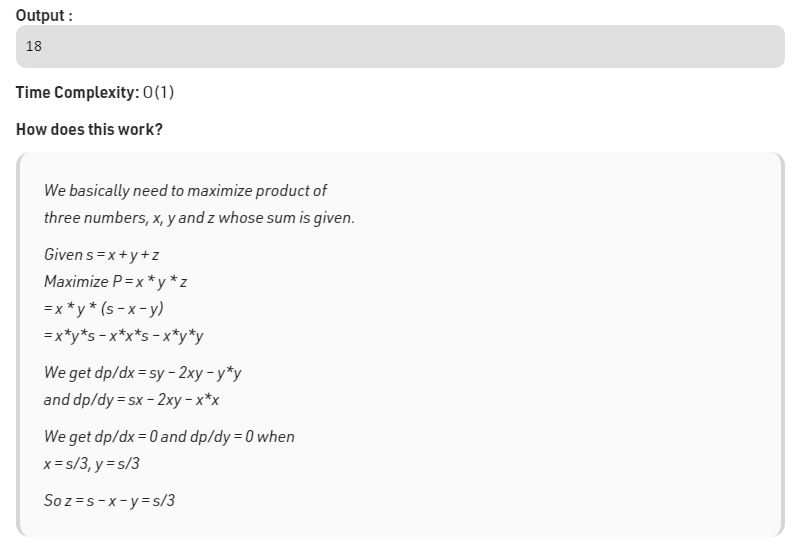 Output :
18
Time Complexity: O(1)
How does this work?
We basically need to maximize product of
three numbers, x, y and z whose sum is given.
Given s = x + y + z
Maximize P = x * y * z
= x * y * (s – x – y)
= x*y*s – x*x*s – x*y*y
We get dp/dx = sy – 2xy – y*y
and dp/dy = sx – 2xy – x*x
We get dp/dx = 0 and dp/dy = 0 when
x = s/3, y = s/3
So z = s – x – y = s/3